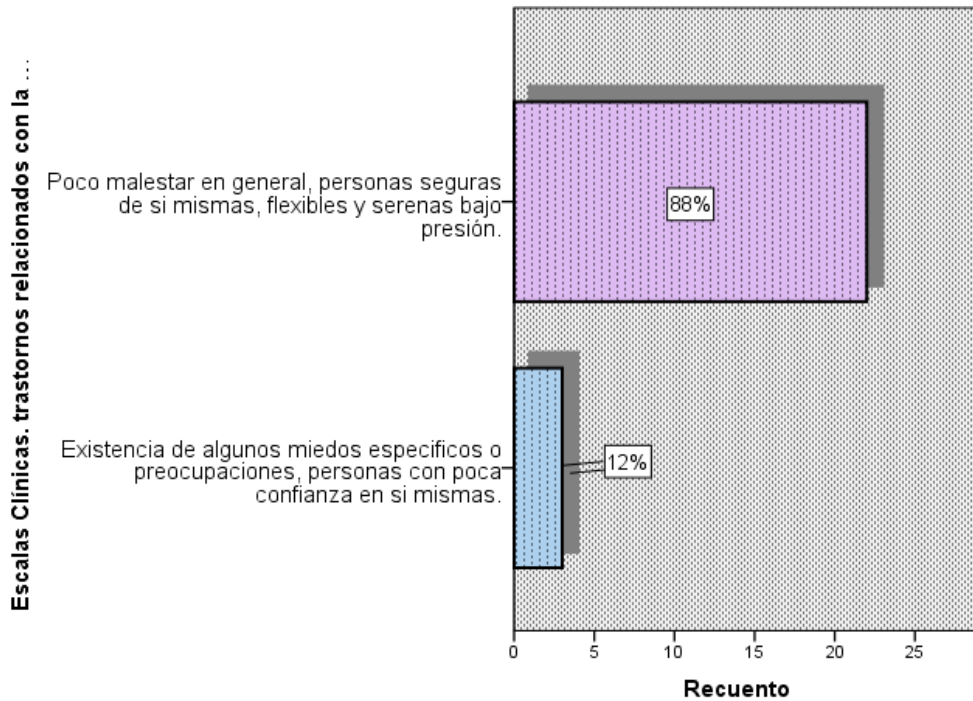 Escalas Clínicas. trastornos relacionados con la ...
Poco malestar en general, personas seguras
de si mismas, flexibles y serenas bajo
presión.
88%
Existencia de algunos miedos especificos o
preocupaciones, personas con poca
confianza en si mismas.
12%
0 5 10 15 20 25
Recuento